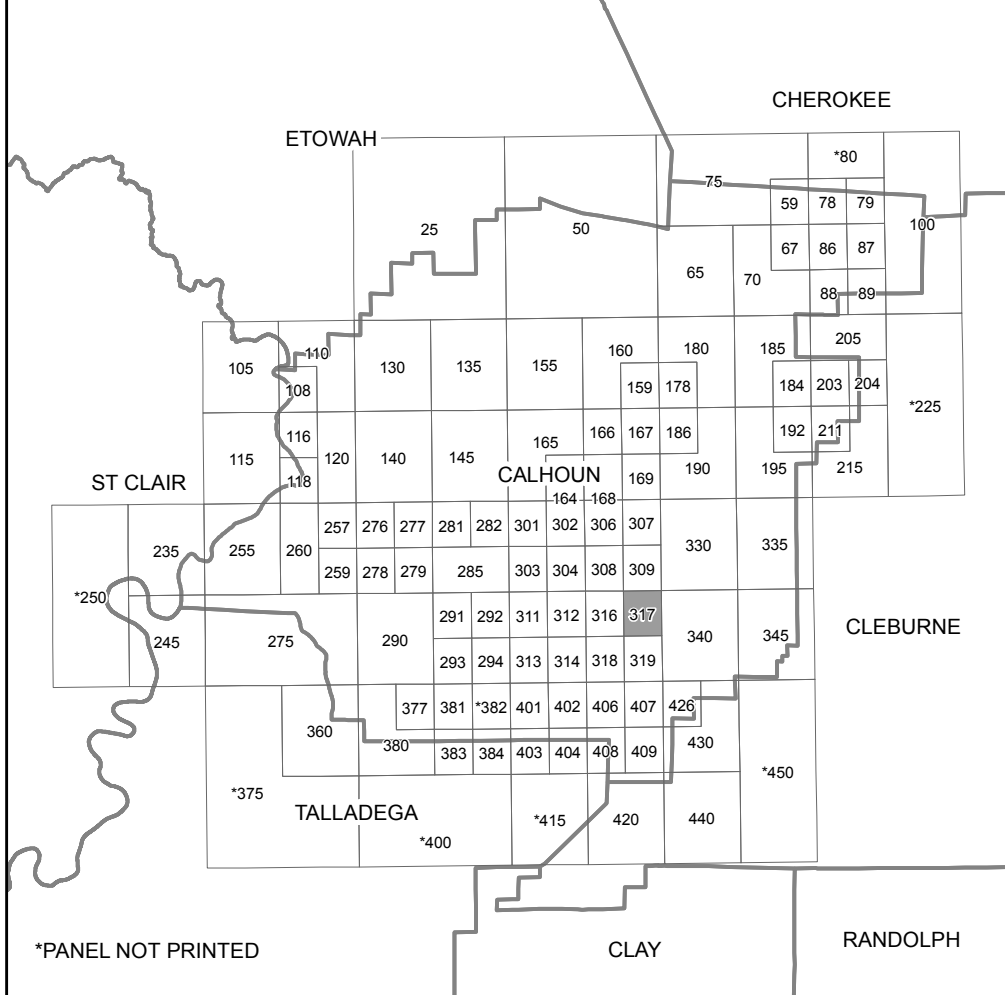 CHEROKEE
ETOWAH
*80
75
59 78 79
25 50 100
67 86 87
65 70
88 89
205
110 160 180 185
105 130 135 155
159 178 184 203 204
108
*225
116 166 167 186 192 211
165
115 120 140 145 190 195 215
ST CLAIR 118 CALHOUN 169
164 168
257 276 277 281 282 301 302 306 307
235 255 260 330 335
259 278 279 285 303 304 308 309
*250
291 292 311 312 316 317
245 275 290 340 345 CLEBURNE
293 294 313 314 318 319
377 381 *382 401 402 406 407 426
360
380 383 384 403 404 408 409 430
*375 *450
TALLADEGA *415 420 440
*400
*PANEL NOT PRINTED CLAY RANDOLPH